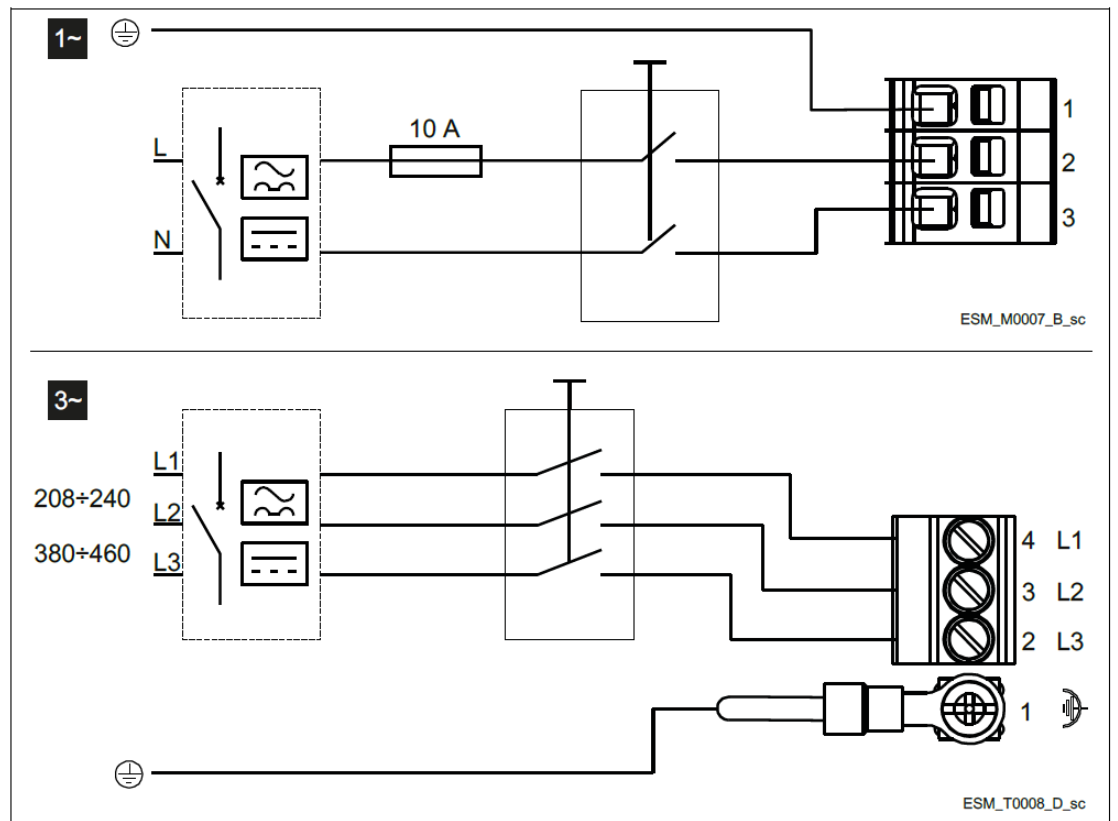 1~
10 A
L
N
1
2
3
ESM_M0007_B_sc
3~
L1
208÷240
L2
380÷460
L3
4 L1
3 L2
2 L3
1
ESM_T0008_D_sc